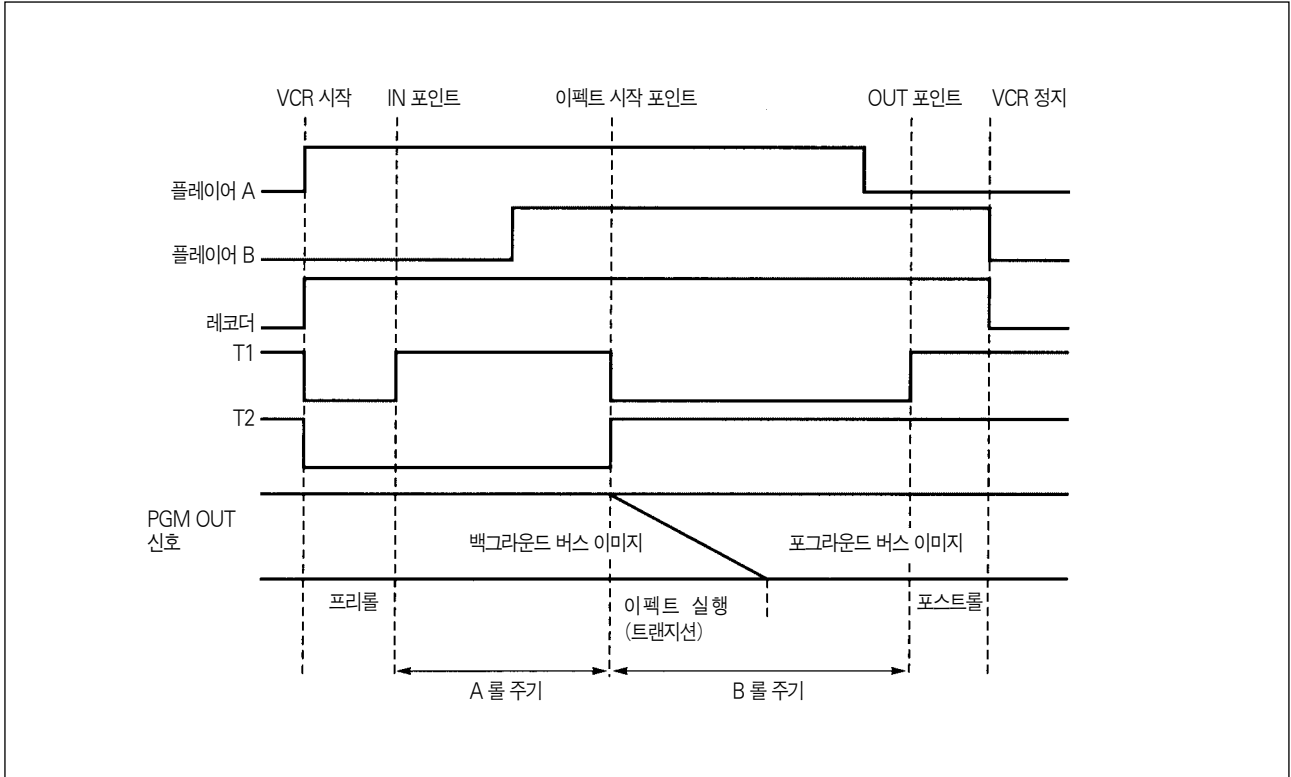 VCR 시작
IN 포인트
이펙트 시작 포인트
OUT 포인트
VCR 정지
플레이어 A
플레이어 B
레코더
T1
T2
PGM OUT
신호
백그라운드 버스 이미지
포그라운드 버스 이미지
프리롤
이펙트 실행
(트랜지션)
포스트롤
A 롤 주기
B 롤 주기